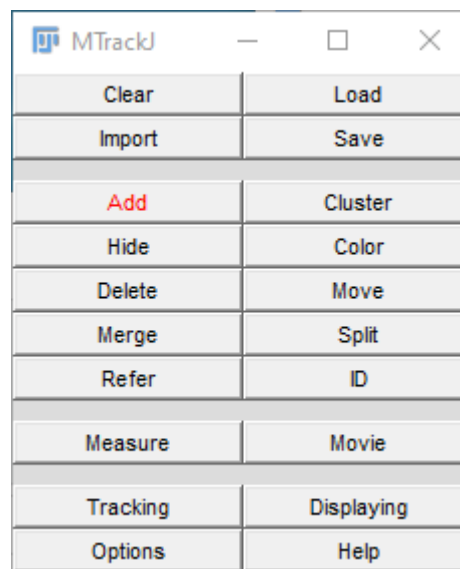 MTrackJ
Clear Load
Import Save
Add Cluster
Hide Color
Delete Move
Merge Split
Refer ID
Measure Movie
Tracking Displaying
Options Help